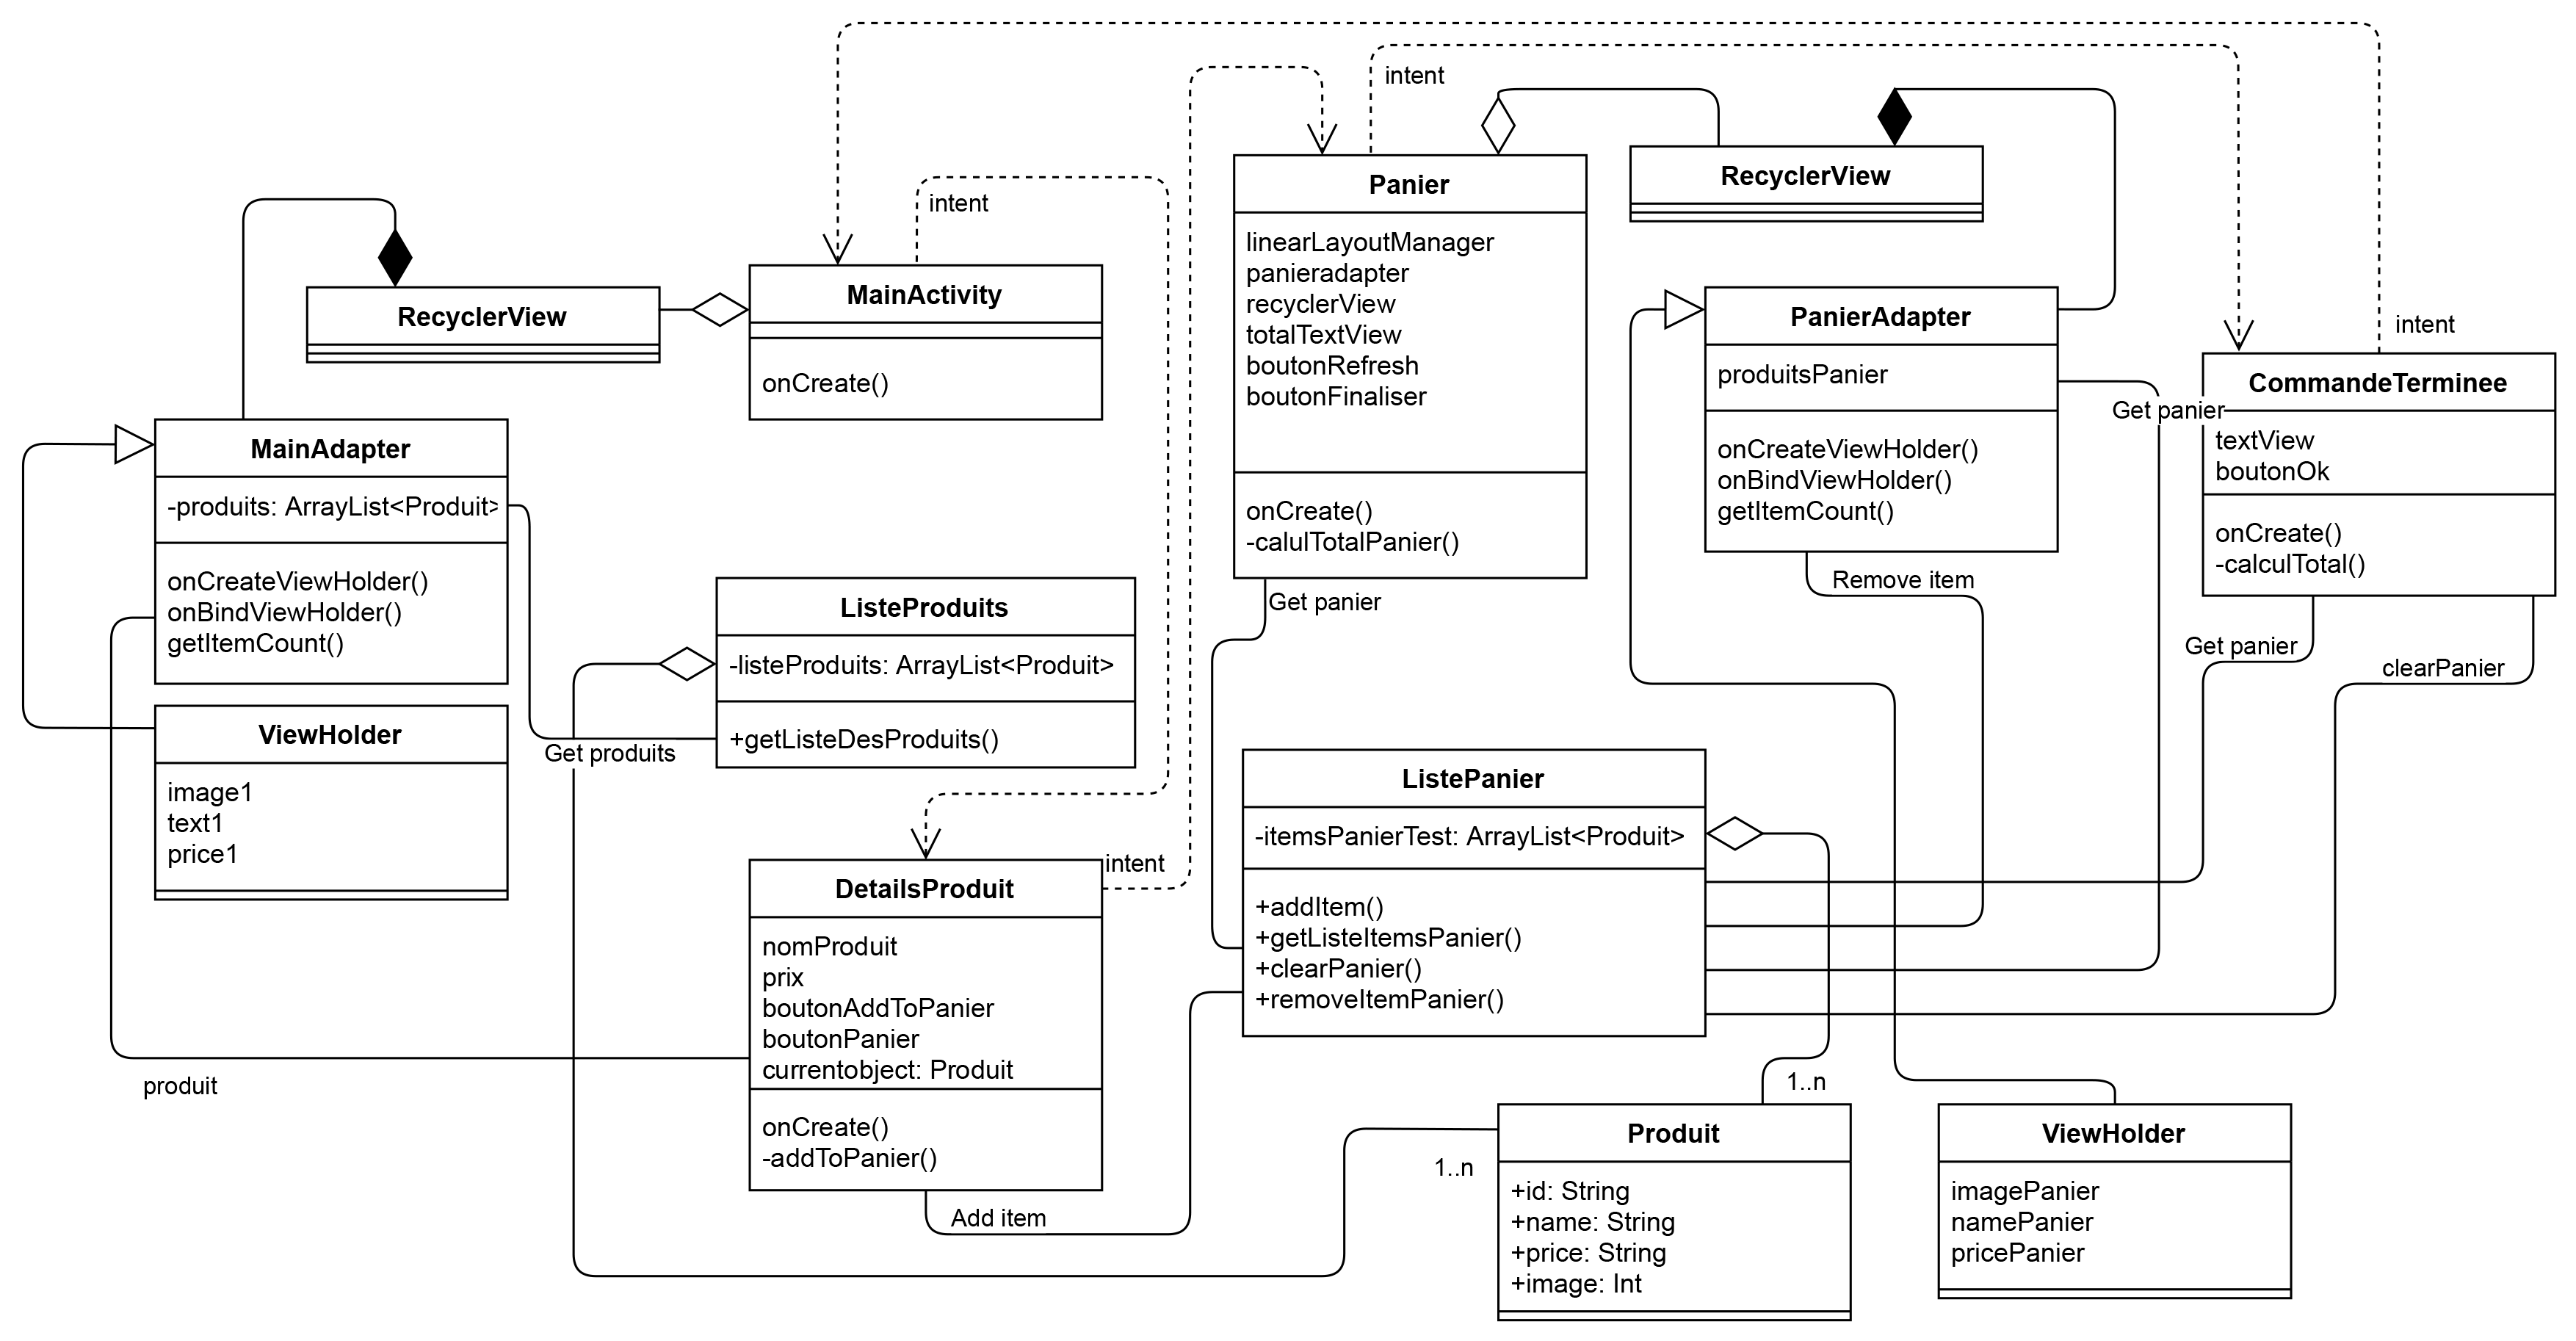 intent
intent
intent
RecyclerView
MainActivity
onCreate()
MainAdapter
-produits: ArrayList<Produit>
onCreateViewHolder()
onBindViewHolder()
getItemCount()
ViewHolder
image1
text1
price1
ListeProduits
-listeProduits: ArrayList<Produit>
+getListeDesProduits()
Get produits
DetailsProduit
nomProduit
prix
boutonAddToPanier
boutonPanier
currentobject: Produit
onCreate()
-addToPanier()
intent
produit
Add item
Panier
linearLayoutManager
panieradapter
recyclerView
totalTextView
boutonRefresh
boutonFinaliser
onCreate()
-calulTotalPanier()
Get panier
RecyclerView
PanierAdapter
produitsPanier
onCreateViewHolder()
onBindViewHolder()
getItemCount()
Remove item
Get panier
CommandeTerminee
textView
boutonOk
onCreate()
-calculTotal()
Get panier
clearPanier
ListePanier
-itemsPanierTest: ArrayList<Produit>
+addItem()
+getListeItemsPanier()
+clearPanier()
+removeItemPanier()
1..n
1..n
Produit
+id: String
+name: String
+price: String
+image: Int
ViewHolder
imagePanier
namePanier
pricePanier